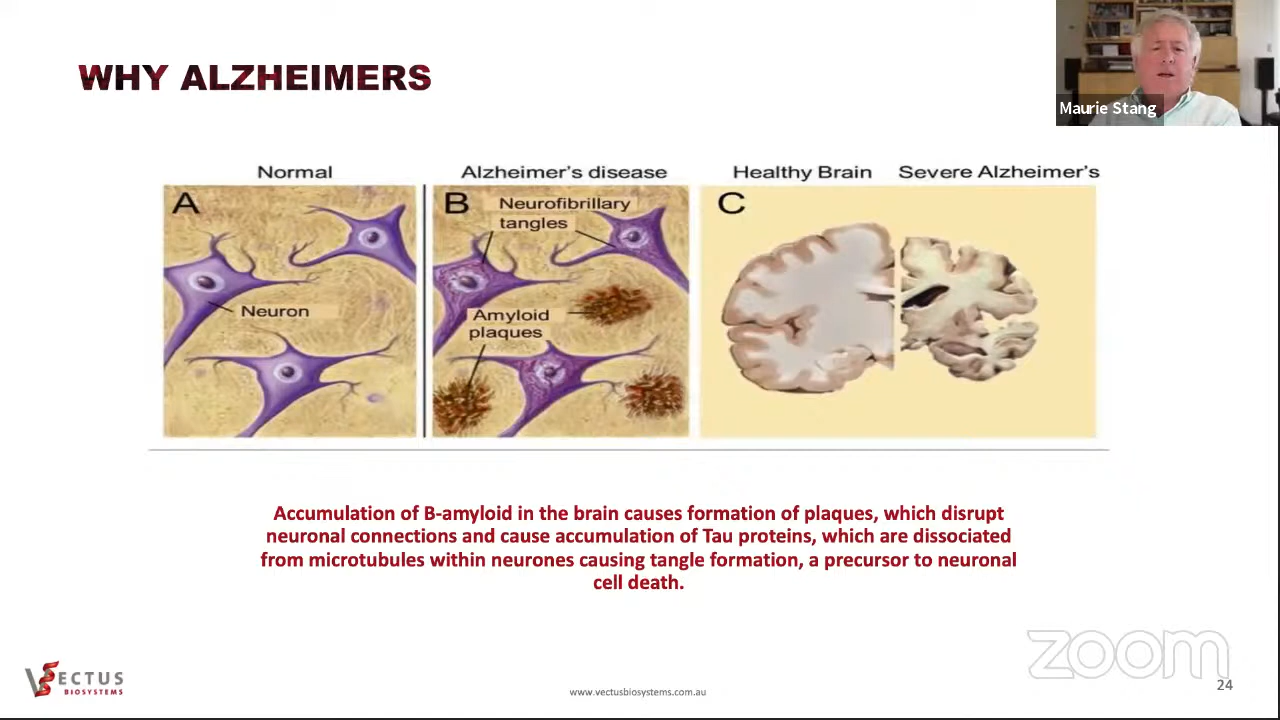 WHY ALZHEIMERS
Maurie Stang
Normal
Alzheimer's disease
Healthy Brain
Severe Alzheimer's
A
Neuron
B
Neurofibrillary
tangles
Amyloid
plaques
C
Accumulation of B-amyloid in the brain causes formation of plaques, which disrupt
neuronal connections and cause accumulation of Tau proteins, which are dissociated
from microtubules within neurones causing tangle formation, a precursor to neuronal
cell death.
zoom
VECTUS
BIOSYSTEMS
www.vectusbiosystems.com.au
24